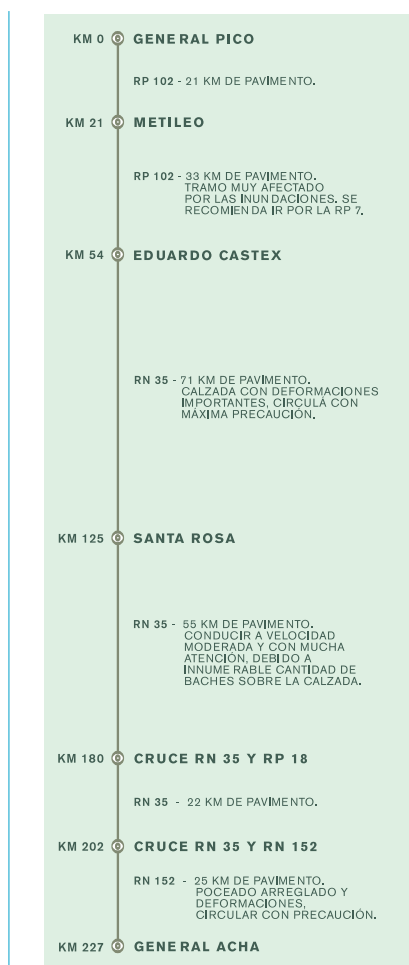 KM 0 GENERAL PICO
RP 102 - 21 KM DE PAVIMENTO.
KM 21 METILEO
RP 102 - 33 KM DE PAVIMENTO.
TRAMO MUY AFECTADO
POR LAS INUNDACIONES. SE
RECOMIENDA IR POR LA RP 7.
KM 54 EDUARDO CASTEX
RN 35 - 71 KM DE PAVIMENTO.
CALZADA CON DEFORMACIONES
IMPORTANTES, CIRCULÁ CON
MÁXIMA PRECAUCIÓN.
KM 125 SANTA ROSA
RN 35 - 55 KM DE PAVIMENTO.
CONDUCIR A VELOCIDAD
MODERADA Y CON MUCHA
ATENCIÓN, DEBIDO A
INNUMERABLE CANTIDAD DE
BACHES SOBRE LA CALZADA.
KM 180 CRUCE RN 35 Y RP 18
RN 35 - 22 KM DE PAVIMENTO.
KM 202 CRUCE RN 35 Y RN 152
RN 152 - 25 KM DE PAVIMENTO.
POCEADO ARREGLADO Y
DEFORMACIONES,
CIRCULAR CON PRECAUCIÓN.
KM 227 GENERAL ACHA